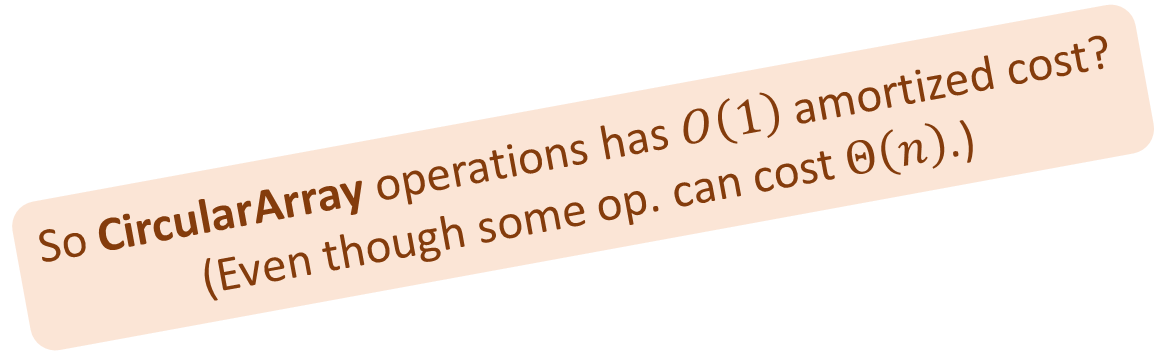 So CircularArray operations has O(1) amortized cost?
(Even though some op. can cost Θ(n).)